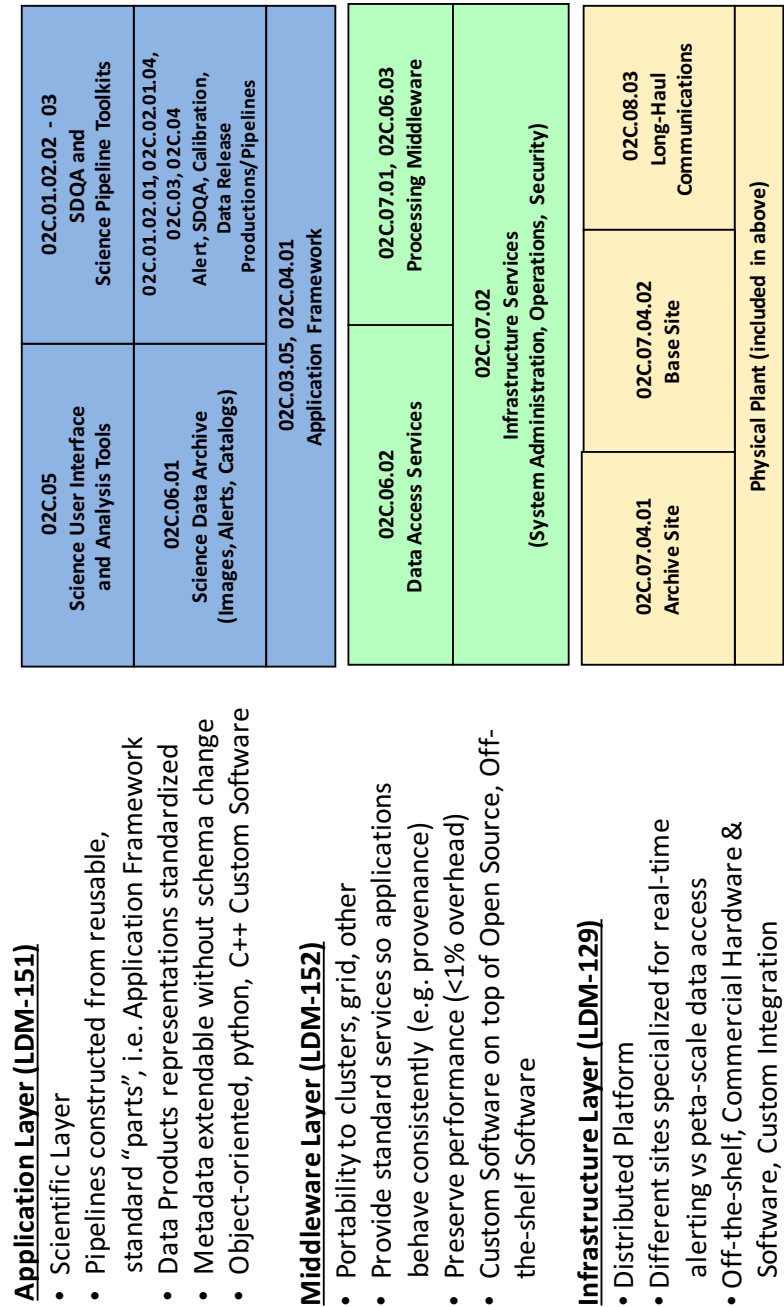 Application Layer (LDM-151)
• Scientific Layer
• Pipelines constructed from reusable,
standard “parts”, i.e. Application Framework
• Data Products representations standardized
• Metadata extendable without schema change
• Object-oriented, python, C++ Custom Software
Middleware Layer (LDM-152)
• Portability to clusters, grid, other
• Provide standard services so applications
behave consistently (e.g. provenance)
• Preserve performance (<1% overhead)
• Custom Software on top of Open Source, Off-
the-shelf Software
Infrastructure Layer (LDM-129)
• Distributed Platform
• Different sites specialized for real-time
alerting vs peta-scale data access
• Off-the-shelf, Commercial Hardware &
Software, Custom Integration
02C.05
Science User Interface
and Analysis Tools
02C.01.02.02 - 03
SDQA and
Science Pipeline Toolkits
02C.06.01
Science Data Archive
(Images, Alerts, Catalogs)
02C.01.02.01, 02C.02.01.04,
02C.03, 02C.04
Alert, SDQA, Calibration,
Data Release
Productions/Pipelines
02C.03.05, 02C.04.01
Application Framework
02C.06.02
Data Access Services
02C.07.01, 02C.06.03
Processing Middleware
02C.07.02
Infrastructure Services
(System Administration, Operations, Security)
02C.07.04.01
Archive Site
02C.07.04.02
Base Site
02C.08.03
Long-Haul
Communications
Physical Plant (included in above)